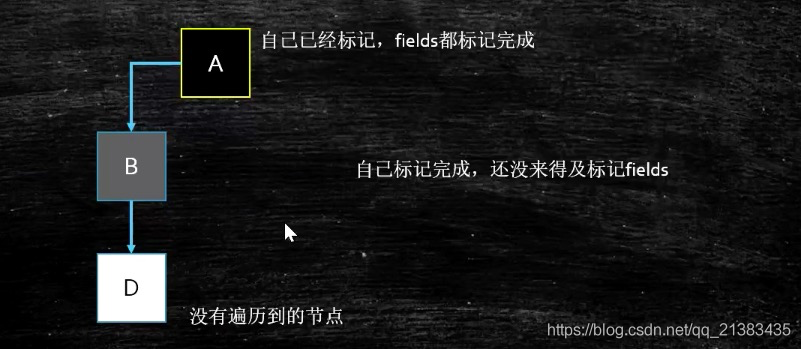 A
自己已经标记，fields都标记完成
B
自己标记完成，还没来得及标记fields
D
没有遍历到的节点
https://blog.csdn.net/qq_21383435